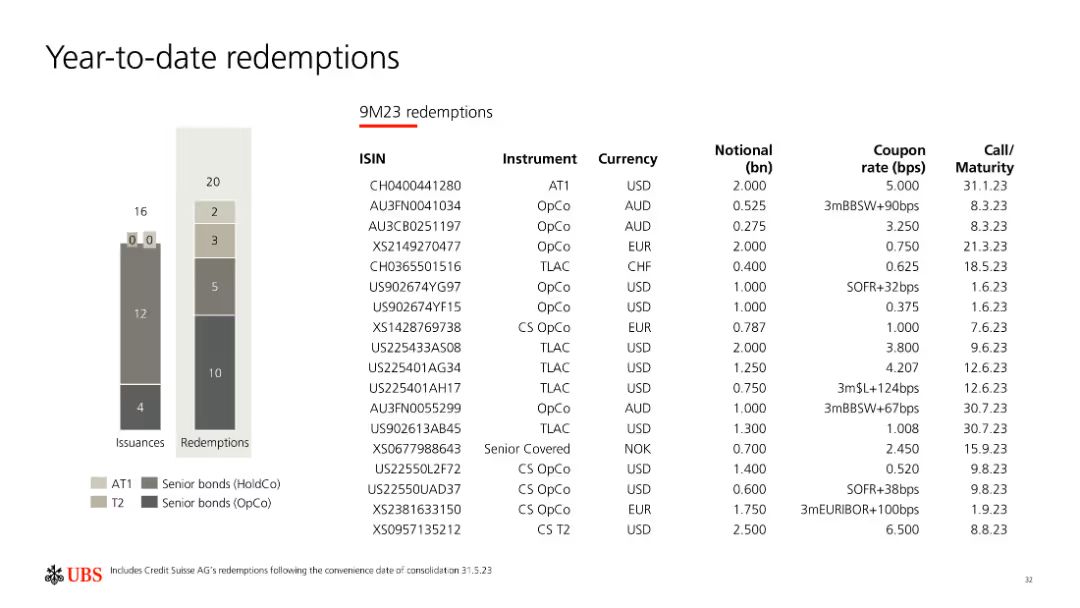 Year-to-date redemptions
9M23 redemptions
ISIN Instrument Currency Notional (bn) Coupon rate (bps) Call/ Maturity
CH0400441280 AT1 USD 2.000 5.000 31.1.23
AU3FN0041034 OpCo AUD 0.525 3mBBSW+90bps 8.3.23
AU3CB0251197 OpCo AUD 0.275 3.250 8.3.23
XS2149270477 OpCo EUR 2.000 0.750 21.3.23
CH0365501516 TLAC CHF 0.400 0.625 18.5.23
US902674YG97 OpCo USD 1.000 SOFR+32bps 1.6.23
US902674YF15 OpCo USD 1.000 0.375 1.6.23
XS1428769738 CS OpCo EUR 0.787 1.000 7.6.23
US225433AS08 TLAC USD 2.000 3.800 9.6.23
US225401AG34 TLAC USD 1.250 4.207 12.6.23
US225401AH17 TLAC USD 0.750 3m$L+124bps 12.6.23
AU3FN0055299 OpCo AUD 1.000 3mBBSW+67bps 30.7.23
US902613AB45 TLAC USD 1.300 1.008 30.7.23
XS0677988643 Senior Covered NOK 0.700 2.450 15.9.23
US22550L2F72 CS OpCo USD 1.400 0.520 9.8.23
US22550UAD37 CS OpCo USD 0.600 SOFR+38bps 9.8.23
XS2381633150 CS OpCo EUR 1.750 3mEURIBOR+100bps 1.9.23
XS0957135212 CS T2 USD 2.500 6.500 8.8.23
16
0 0
12
4
Issuances
20
2
3
5
10
Redemptions
AT1 Senior bonds (HoldCo)
T2 Senior bonds (OpCo)
UBS
Includes Credit Suisse AG's redemptions following the convenience date of consolidation 31.5.23
32